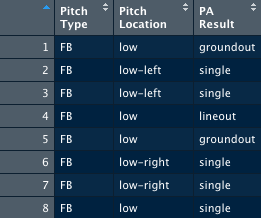 Pitch Type Pitch Location PA Result
1 FB low groundout
2 FB low-left single
3 FB low-left single
4 FB low lineout
5 FB low groundout
6 FB low-right single
7 FB low-right single
8 FB low single